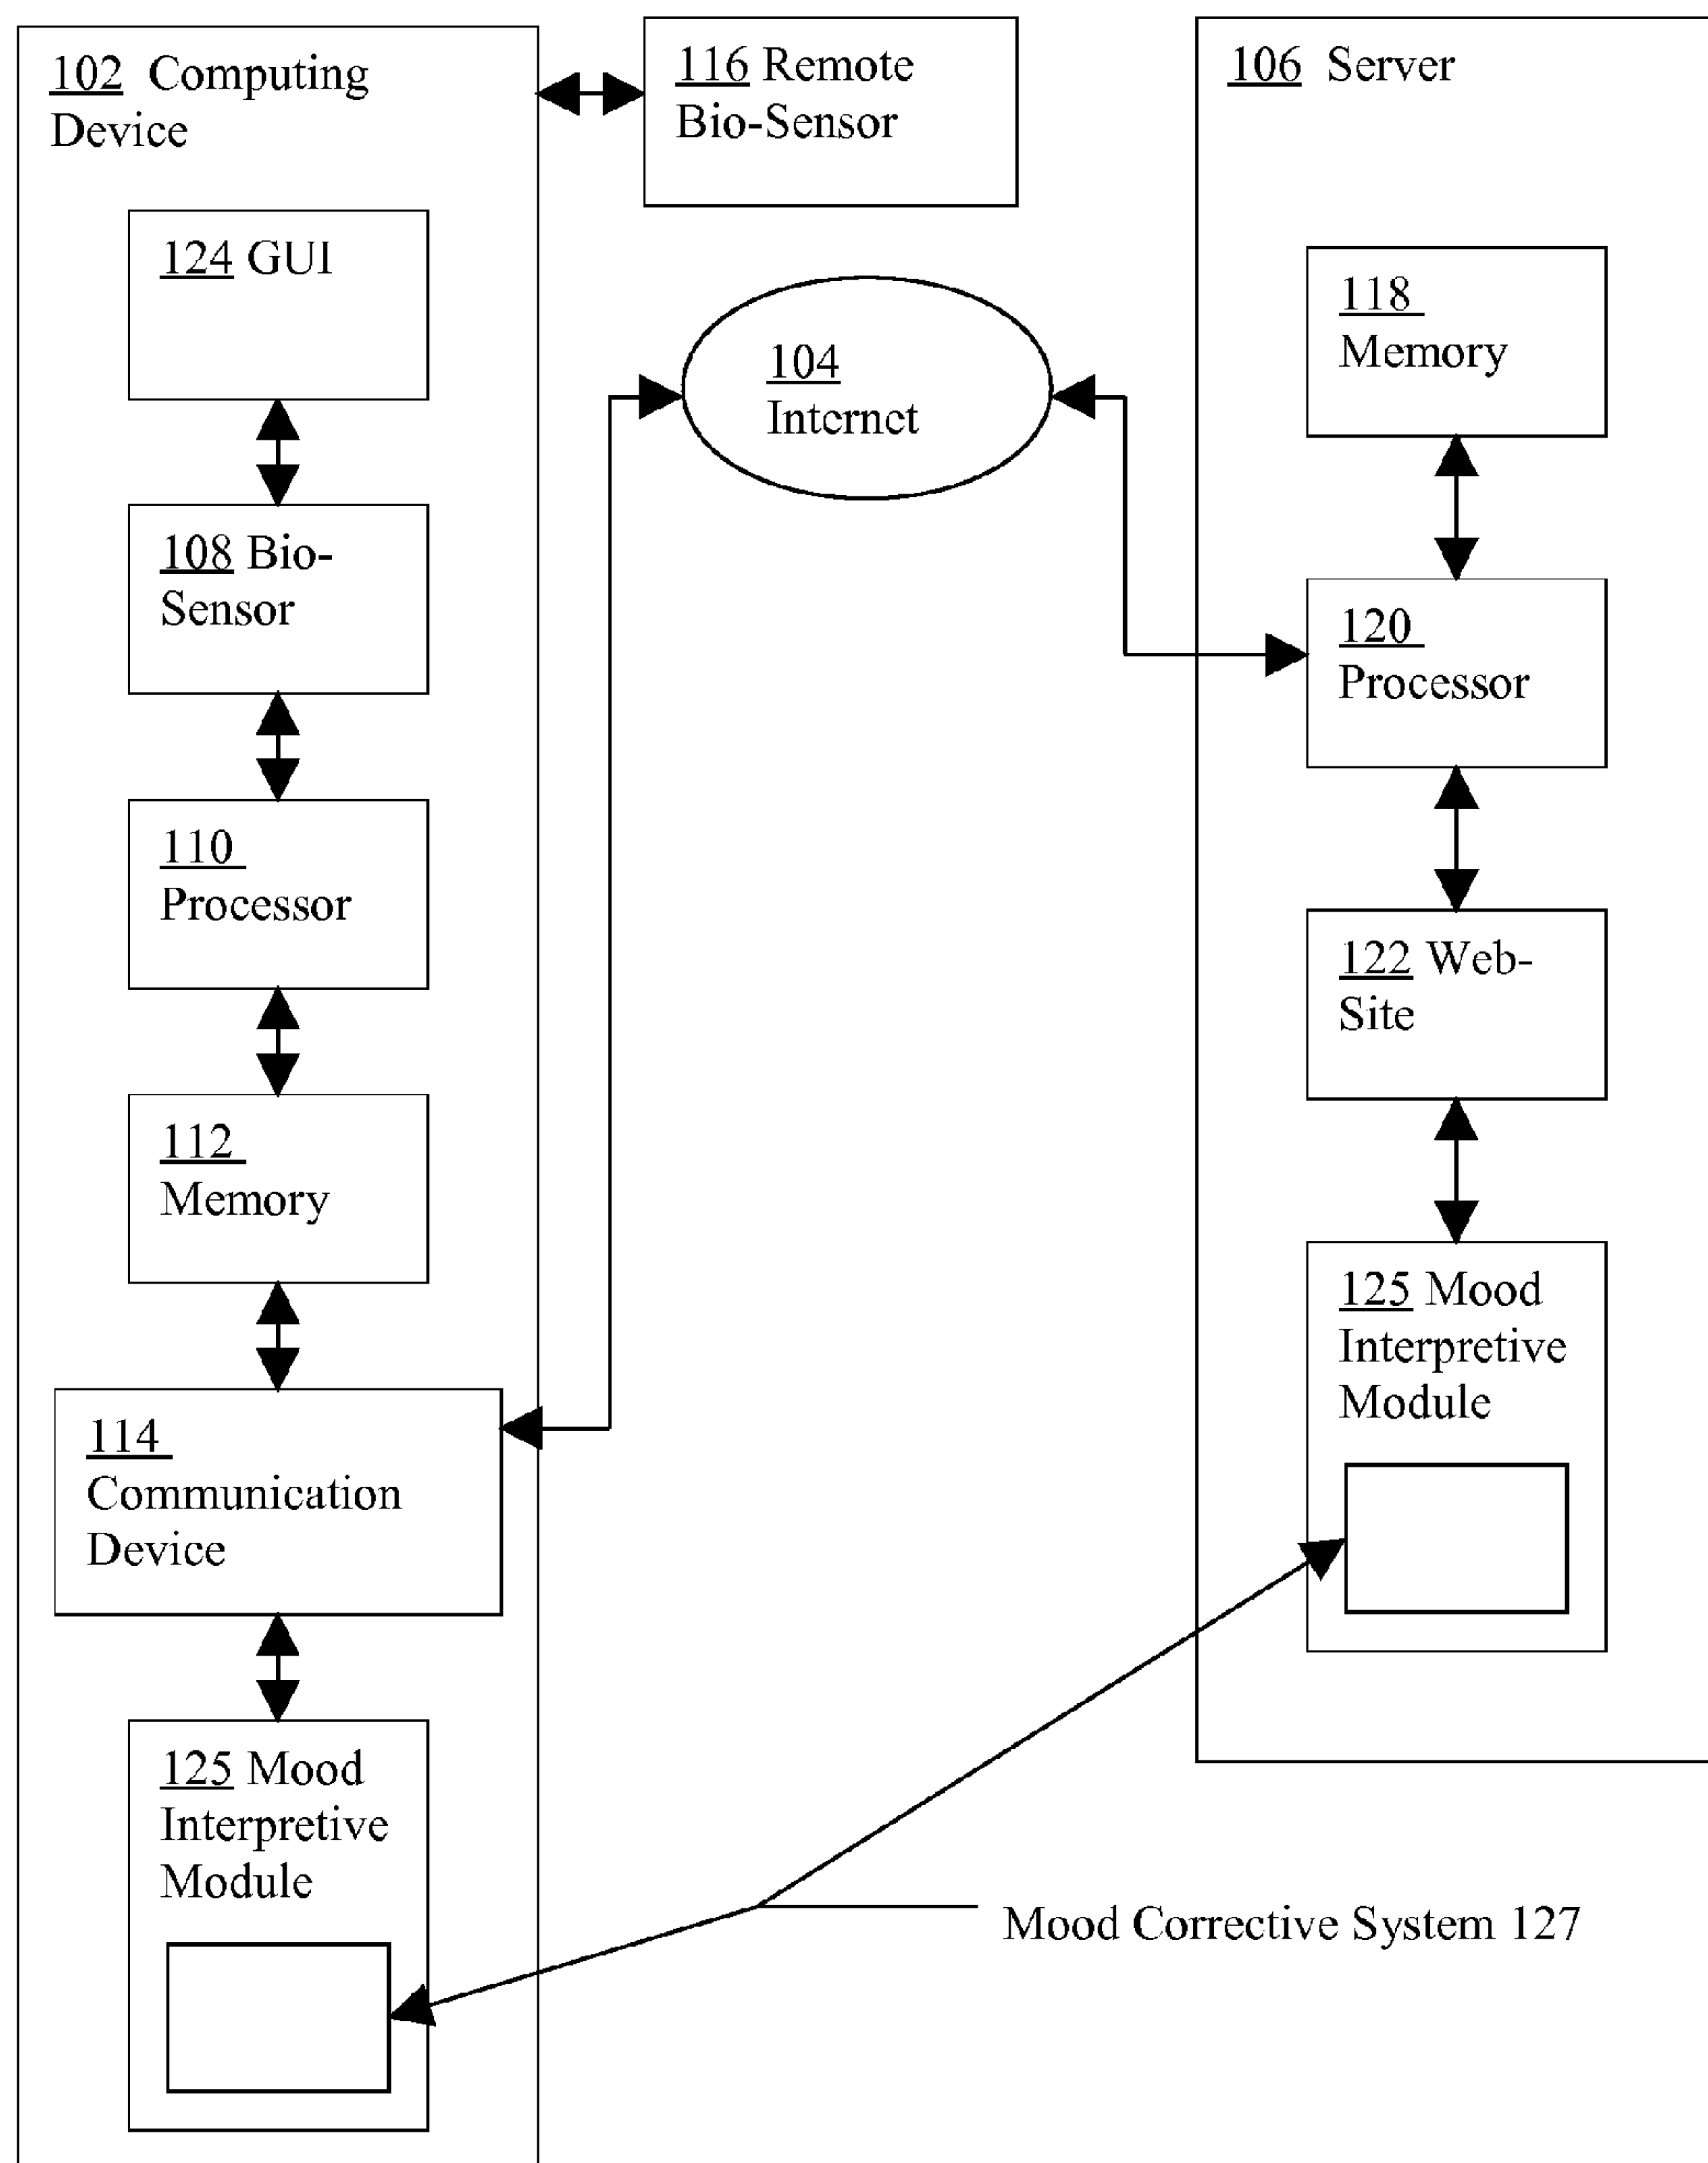 102 Computing
Device
116 Remote
Bio-Sensor
106 Server
124 GUI
104
Internet
118
Memory
108 Bio-
Sensor
120
Processor
110
Processor
122 Web-
Site
112
Memory
125 Mood
Interpretive
Module
114
Communication
Device
125 Mood
Interpretive
Module
Mood Corrective System 127